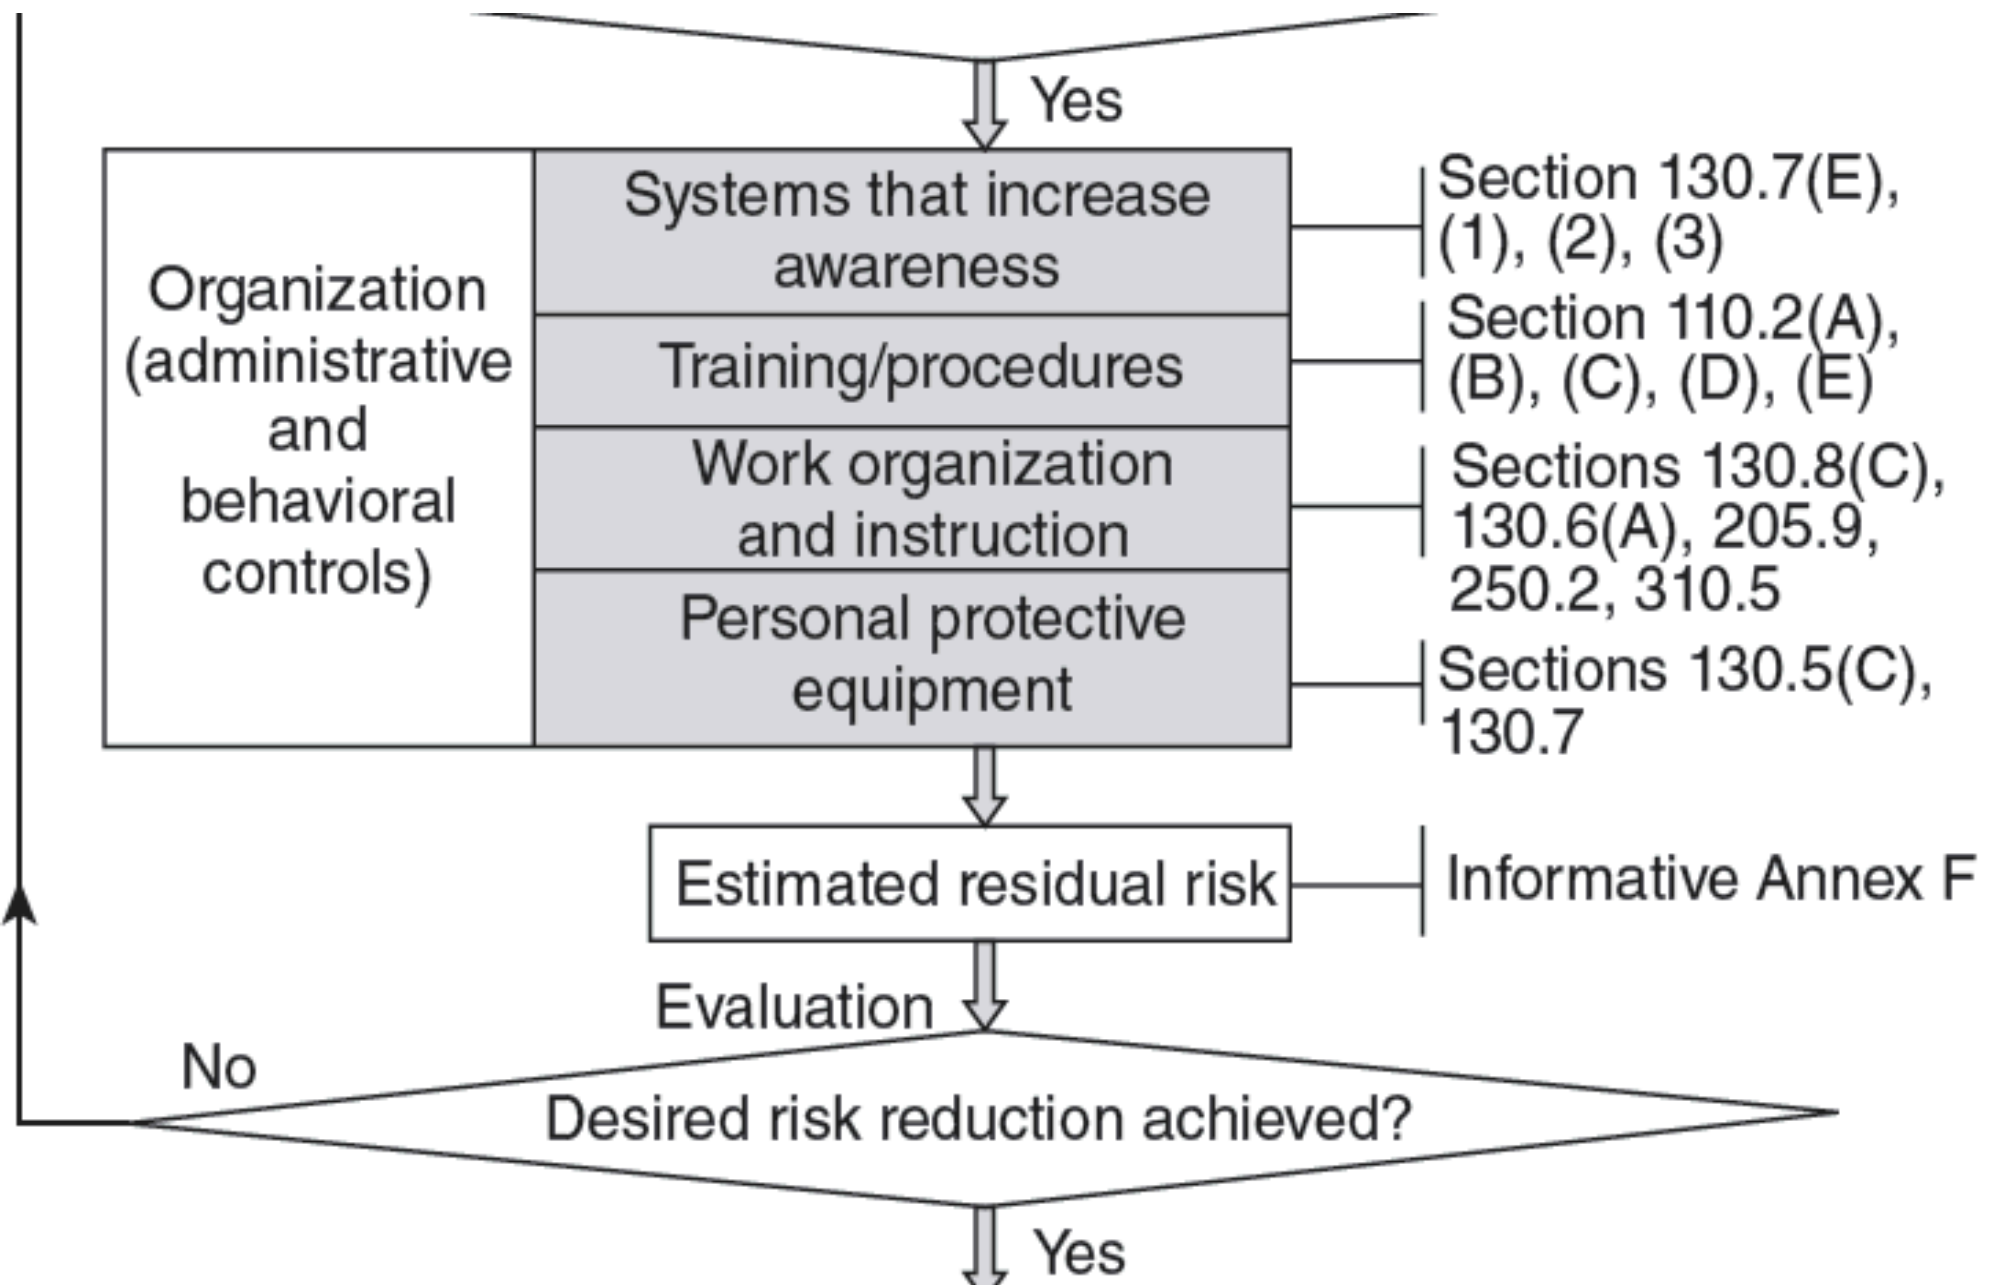 Yes
Organization
(administrative
and
behavioral
controls)
Systems that increase
awareness
Section 130.7(E),
(1), (2), (3)
Training/procedures
Section 110.2(A),
(B), (C), (D), (E)
Work organization
and instruction
Sections 130.8(C),
130.6(A), 205.9,
250.2, 310.5
Personal protective
equipment
Sections 130.5(C),
130.7
Estimated residual risk
Informative Annex F
Evaluation
No
Desired risk reduction achieved?
Yes